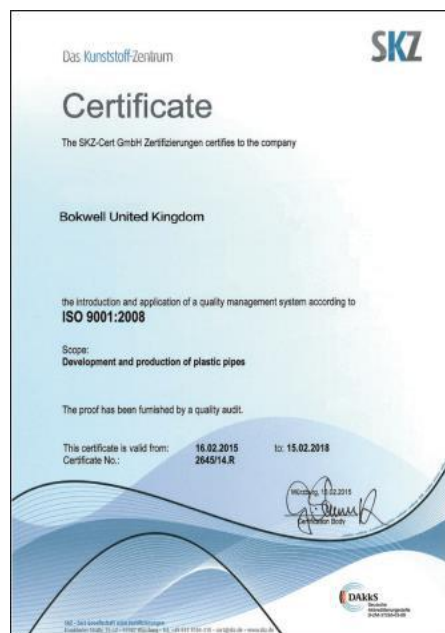 Das Kunststoff-Zentrum
SKZ
Certificate
The SKZ-Cert GmbH Zertifizierungen certifies to the company
Bokwell United Kingdom
the introduction and application of a quality management system according to
ISO 9001:2008
Scope:
Development and production of plastic pipes
The proof has been furnished by a quality audit.
This certificate is valid from: 16.02.2015 to: 15.02.2018
Certificate No.: 2645/14.R
Würzburg, 2015
Certification Body
DAkkS
Deutsche
Akkreditierungsstelle